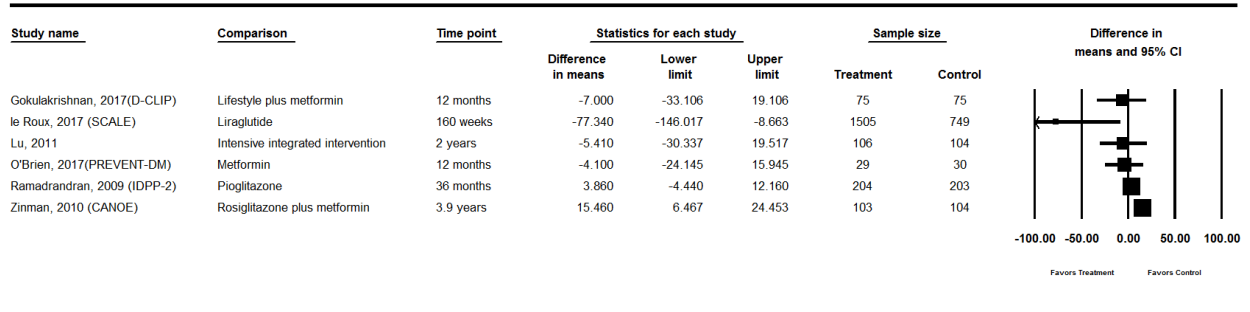 Study name Comparison Time point Statistics for each study Sample size Difference in means and 95% CI
Difference in means Lower limit Upper limit Treatment Control
Gokulakrishnan, 2017(D-CLIP) Lifestyle plus metformin 12 months -7.000 -33.106 19.106 75 75
le Roux, 2017 (SCALE) Liraglutide 160 weeks -77.340 -146.017 -8.663 1505 749
Lu, 2011 Intensive integrated intervention 2 years -5.410 -30.337 19.517 106 104
O'Brien, 2017(PREVENT-DM) Metformin 12 months -4.100 -24.145 15.945 29 30
Ramadrandran, 2009 (IDPP-2) Pioglitazone 36 months 3.860 -4.440 12.160 204 203
Zinman, 2010 (CANOE) Rosiglitazone plus metformin 3.9 years 15.460 6.467 24.453 103 104
-100.00 -50.00 0.00 50.00 100.00
Favors Treatment Favors Control